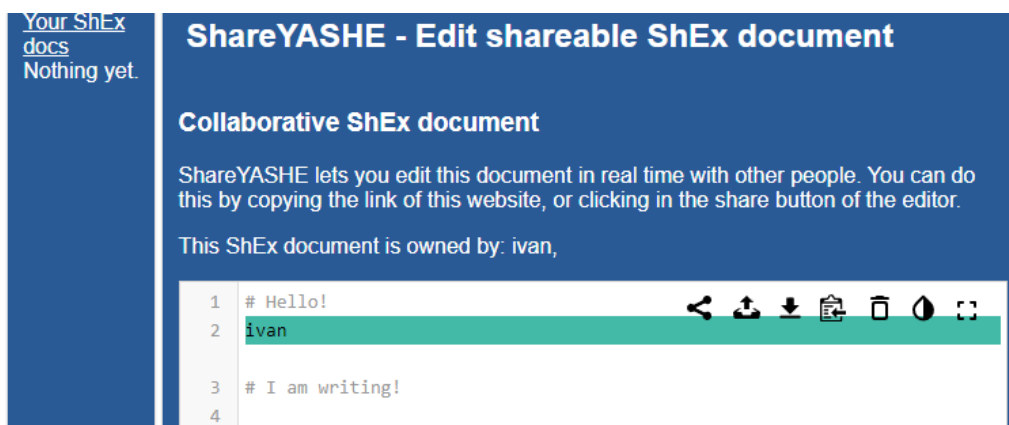 Your ShEx
docs
Nothing yet.
ShareYASHE - Edit shareable ShEx document
Collaborative ShEx document
ShareYASHE lets you edit this document in real time with other people. You can do
this by copying the link of this website, or clicking in the share button of the editor.
This ShEx document is owned by: ivan,
1 # Hello!
2 ivan
3 # I am writing!
4